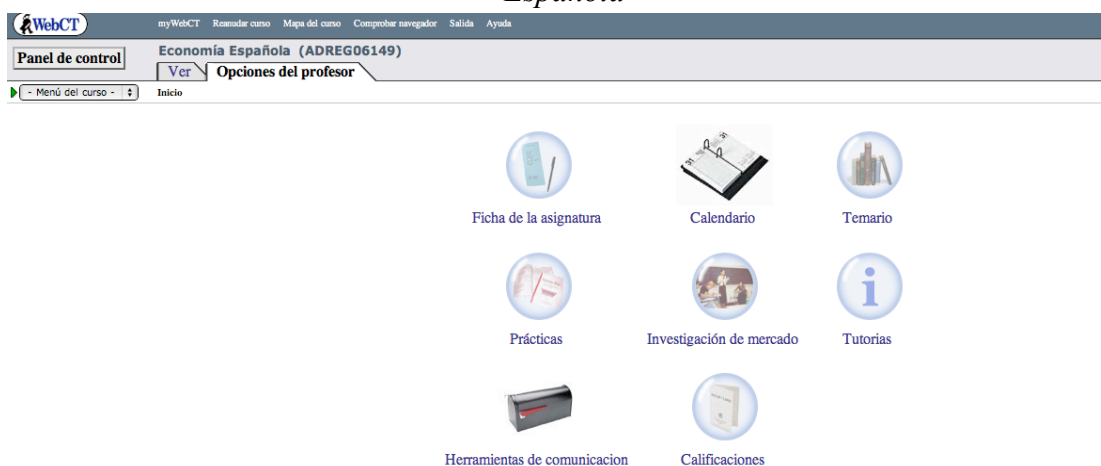 Española
WebCT
myWebCT Reanudar curso Mapa del curso Comprobar navegador Salida Ayuda
Panel de control
Economía Española (ADREG06149)
Ver Opciones del profesor
- Menú del curso - Inicio
Ficha de la asignatura Calendario Temario
Prácticas Investigación de mercado Tutorias
Herramientas de comunicacion Calificaciones